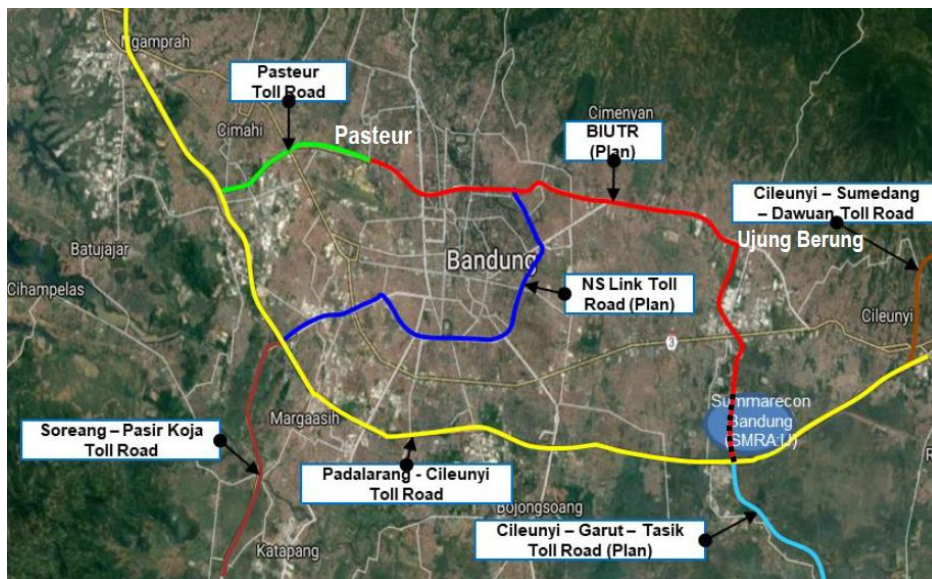 Ngamprah
Pasteur
Toll Road
Cimahi
Pasteur
Cimenyan
BIUTR
(Plan)
Cileunyi – Sumedang
– Dawuan Toll Road
Ujung Berung
Batujajar
Bandung
Cihampelas
NS Link Toll
Road (Plan)
Cileunyi
3
Summarecon
Bandung
(SMRA.IJ)
Margaasih
Soreang – Pasir Koja
Toll Road
Padalarang - Cileunyi
Toll Road
R
Bojongsoang
Cileunyi – Garut – Tasik
Toll Road (Plan)
Katapang